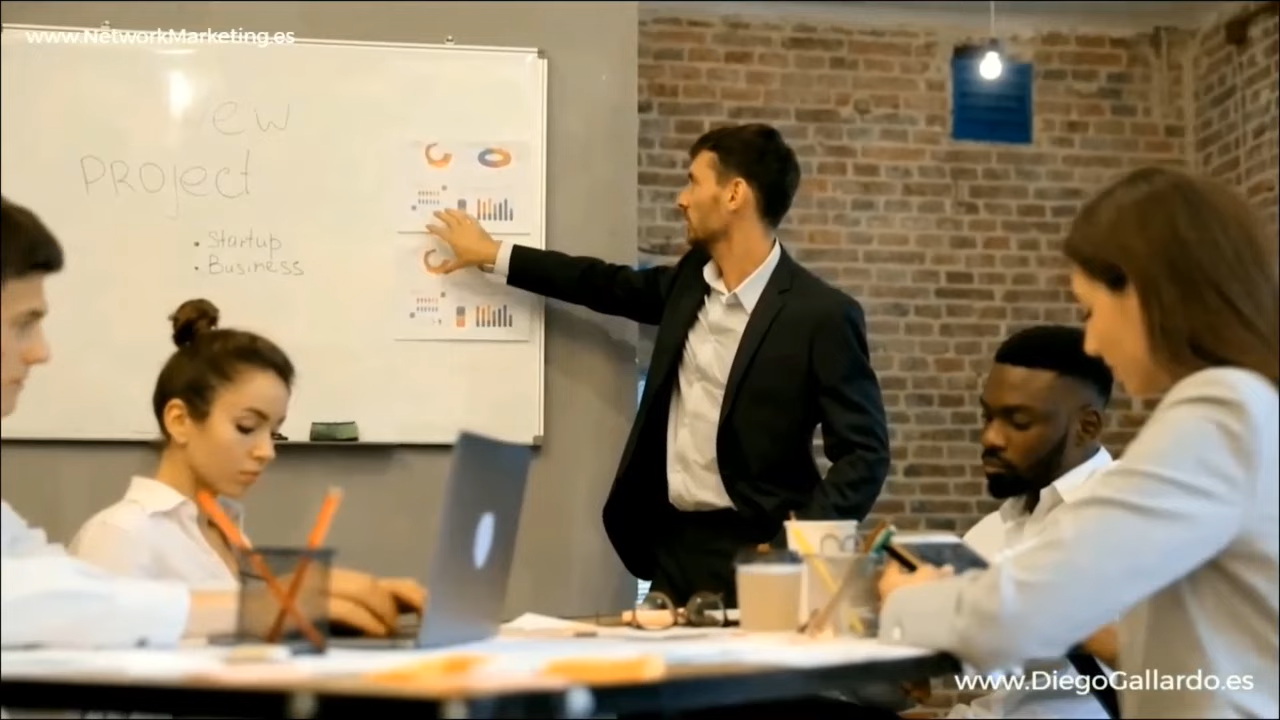 www.NetworkMarketing.es
ew
PROject
• Startup
• Business
www.DiegoGallardo.es